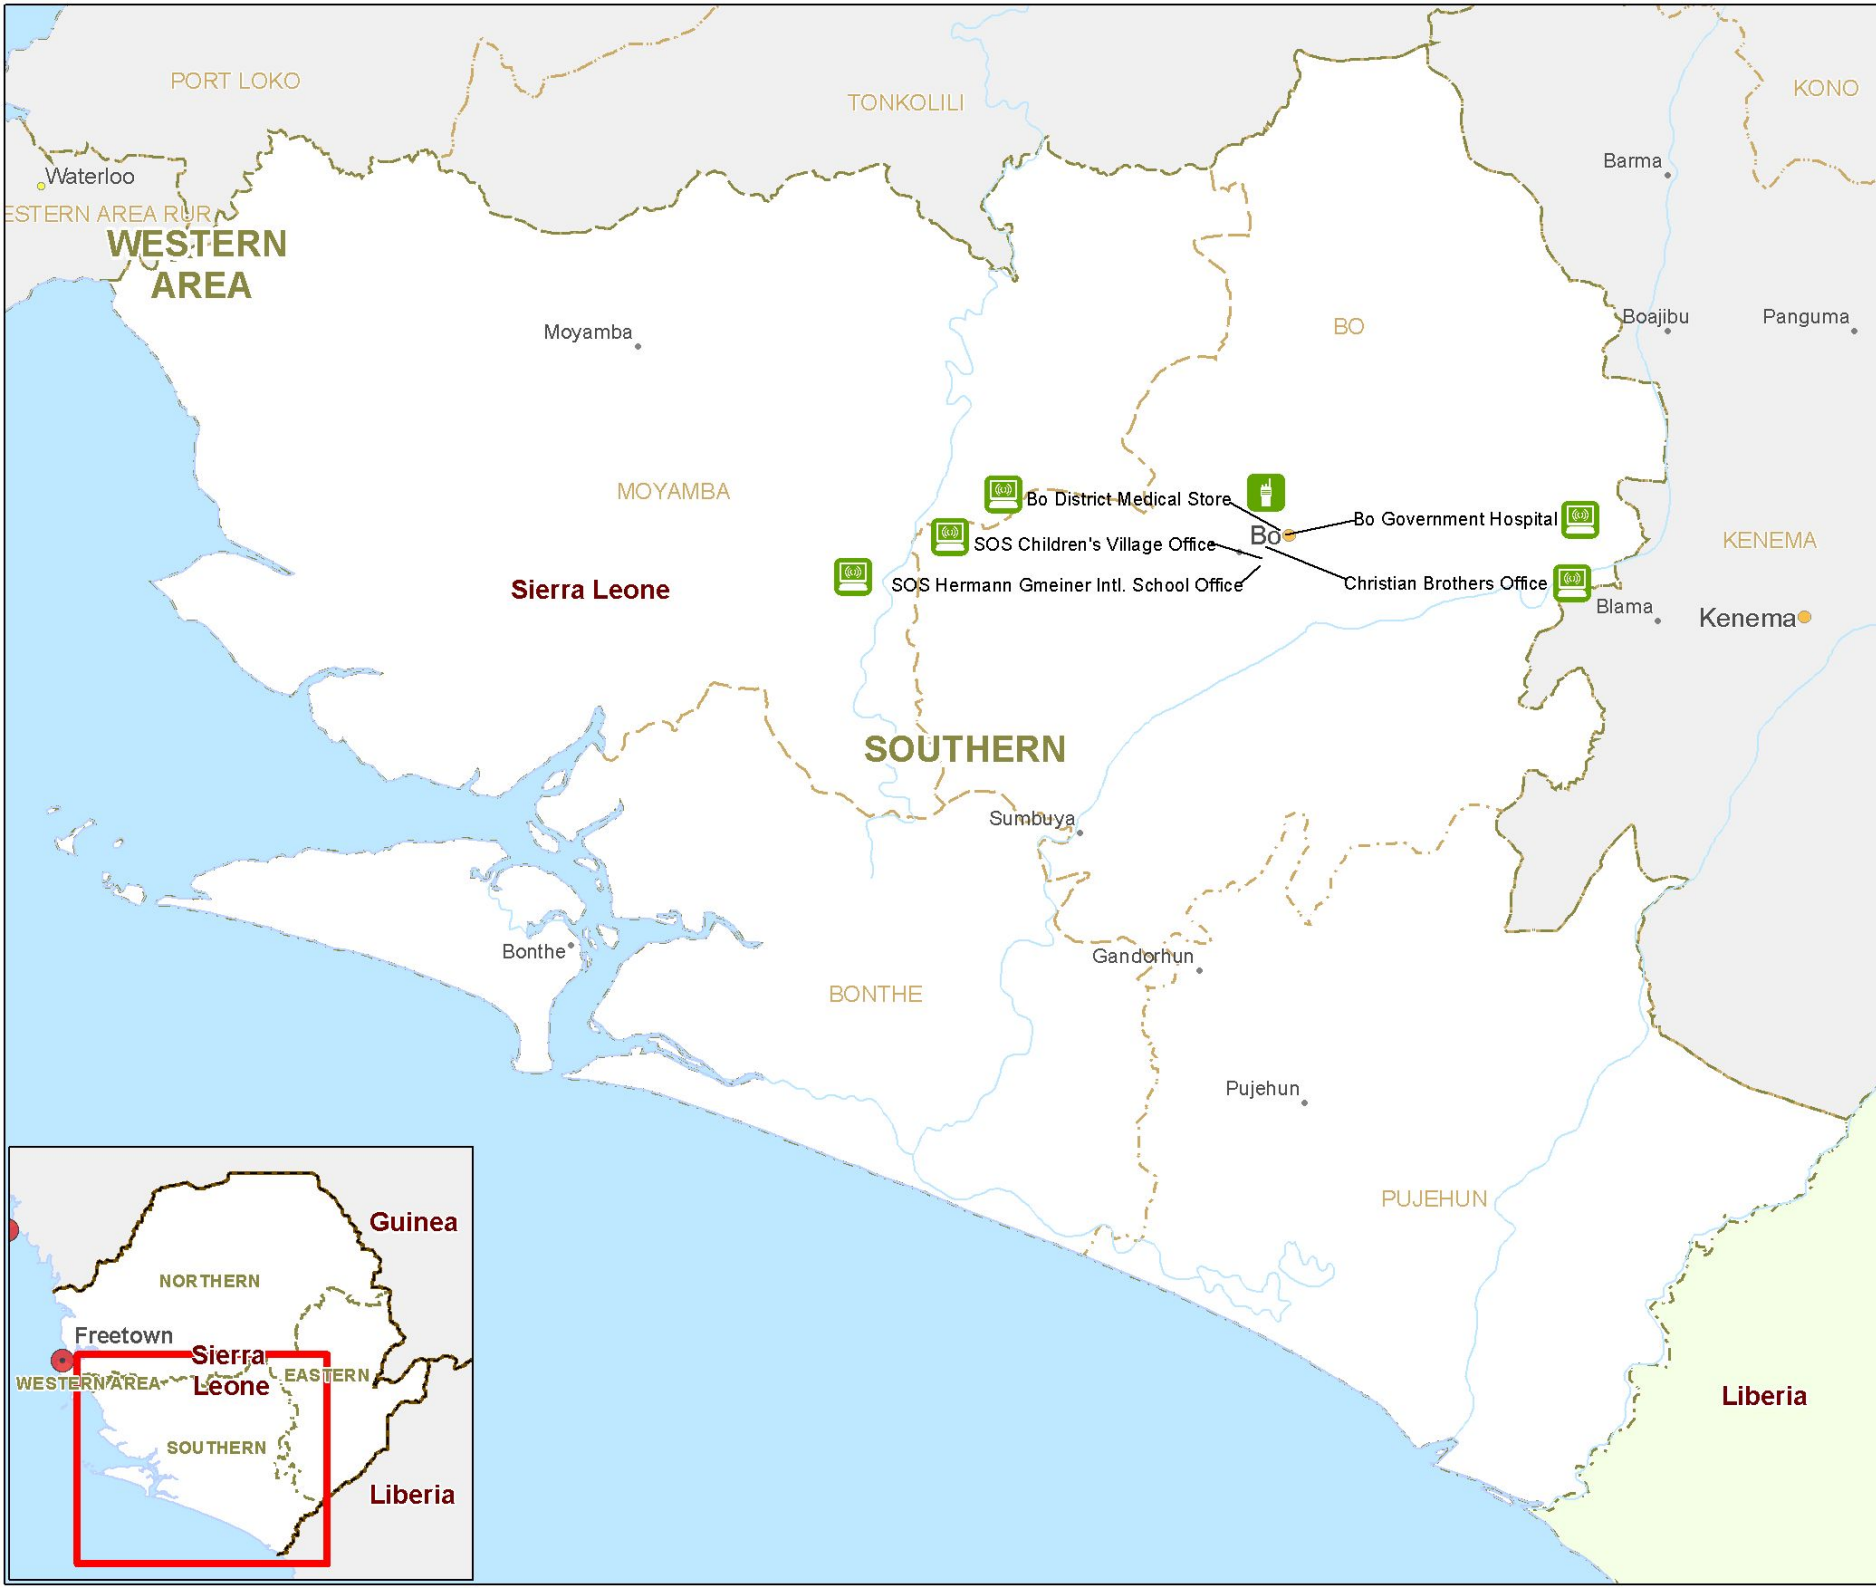 PORT LOKO
TONKOLILI
KONO
Barma
Waterloo
ESTERN AREA RUR
WESTERN
AREA
Moyamba
BO
Boajibu
Panguma
MOYAMBA
Bo District Medical Store
Bo Government Hospital
Bo
KENEMA
SOS Children's Village Office
Sierra Leone
SOS Hermann Gmeiner Intl. School Office
Christian Brothers Office
Blama
Kenema
SOUTHERN
Sumbuya
Bonthe
Gandorhun
BONTHE
Pujehun
PUJEHUN
Liberia
Guinea
NORTHERN
Freetown
Sierra
Leone
EASTERN
WESTERN AREA
SOUTHERN
Liberia